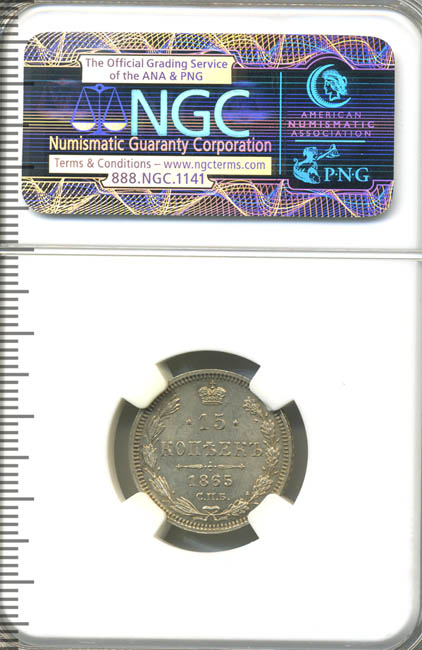 The Official Grading Service
of the ANA & PNG
NGC
Numismatic Guaranty Corporation
Terms & Conditions – www.ngcterms.com
888.NGC.1141
AMERICAN
NUMISMATIC
ASSOCIATION
P·N·G
15
КОПѢЕКЪ
1865
С.П.Б.